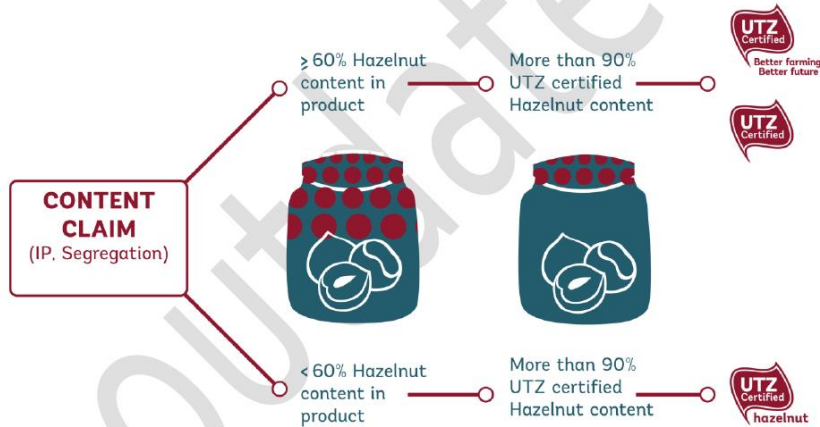 CONTENT
CLAIM
(IP, Segregation)
≥ 60% Hazelnut
content in
product
More than 90%
UTZ certified
Hazelnut content
UTZ
Certified
Better farming
Better future
UTZ
Certified
< 60% Hazelnut
content in
product
More than 90%
UTZ certified
Hazelnut content
UTZ
Certified
hazelnut
outdate